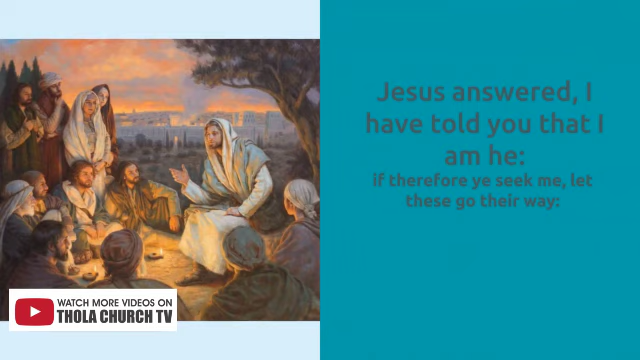 Jesus answered, I
have told you that I
am he:
if therefore ye seek me, let
these go their way:
WATCH MORE VIDEOS ON
THOLA CHURCH TV